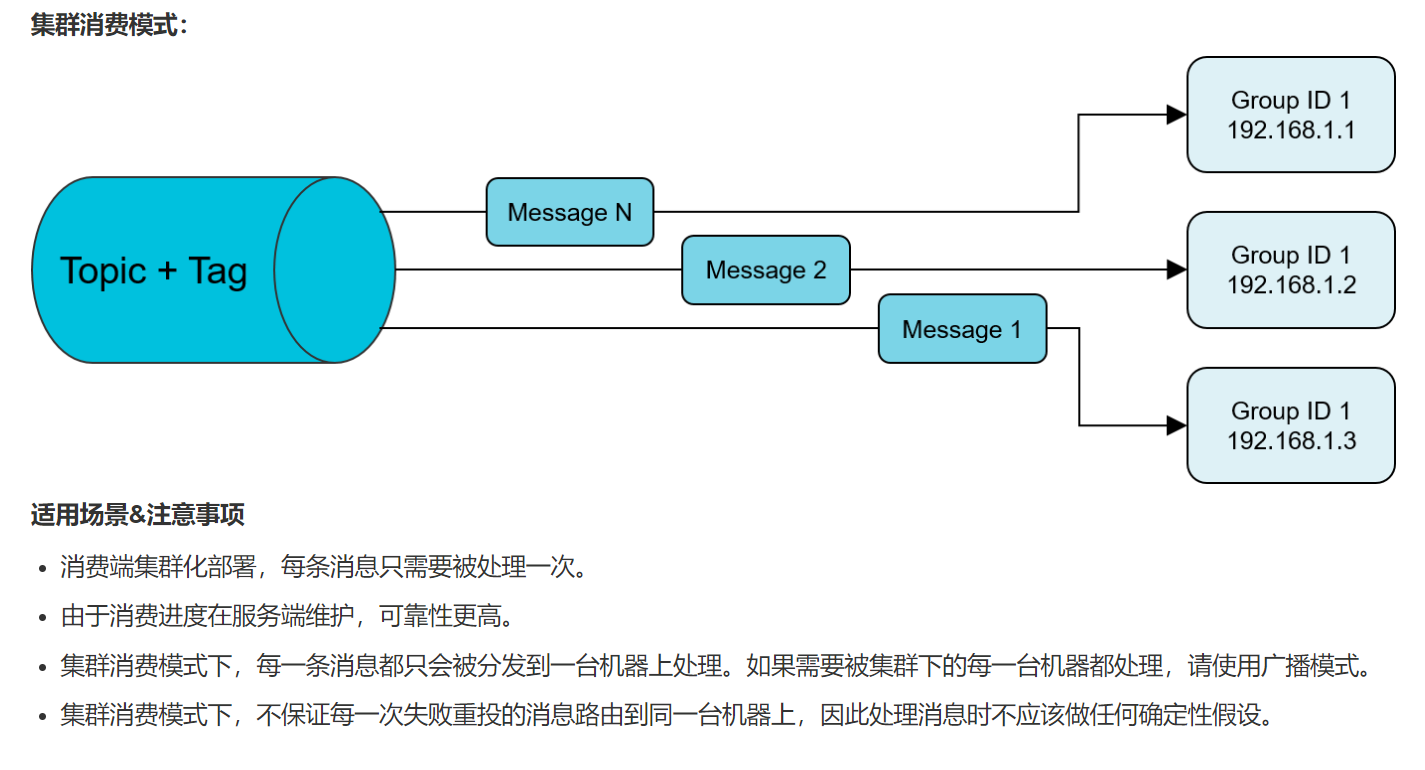 集群消费模式：
Group ID 1
192.168.1.1
Message N
Group ID 1
192.168.1.2
Topic + Tag
Message 2
Message 1
Group ID 1
192.168.1.3
适用场景&注意事项
• 消费端集群化部署，每条消息只需要被处理一次。
• 由于消费进度在服务端维护，可靠性更高。
• 集群消费模式下，每一条消息都只会被分发到一台机器上处理。如果需要被集群下的每一台机器都处理，请使用广播模式。
• 集群消费模式下，不保证每一次失败重投的消息路由到同一台机器上，因此处理消息时不应该做任何确定性假设。